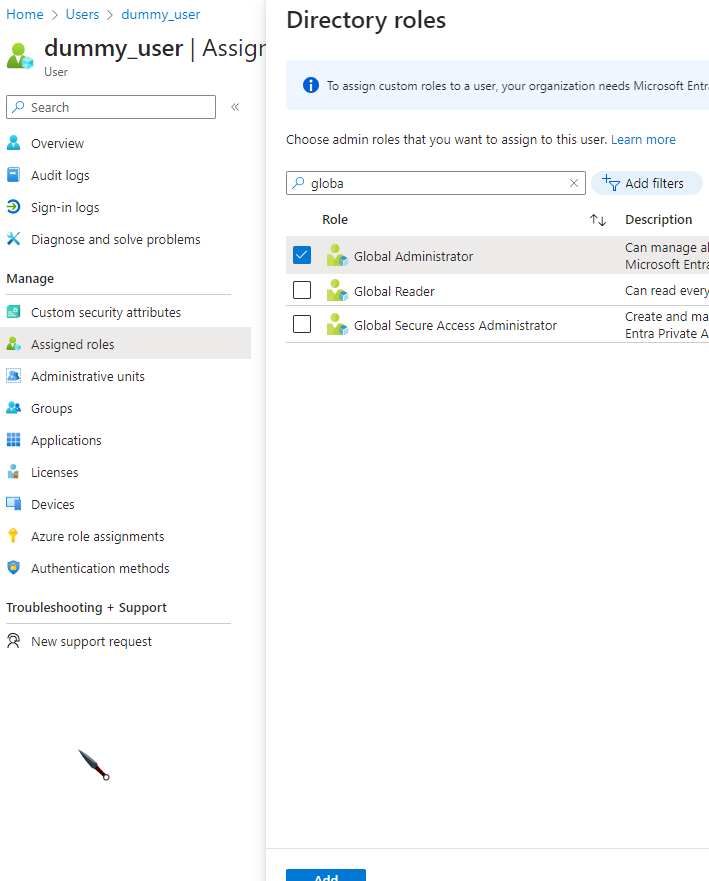 Home > Users > dummy_user
dummy_user | Assign
User
Search
«
Overview
Audit logs
Sign-in logs
Diagnose and solve problems
Manage
Custom security attributes
Assigned roles
Administrative units
Groups
Applications
Licenses
Devices
Azure role assignments
Authentication methods
Troubleshooting + Support
New support request
Directory roles
To assign custom roles to a user, your organization needs Microsoft Entra
Choose admin roles that you want to assign to this user. Learn more
globa
Add filters
Role Description
Global Administrator
Can manage al
Microsoft Entra
Global Reader
Can read every
Global Secure Access Administrator
Create and ma
Entra Private A
Add